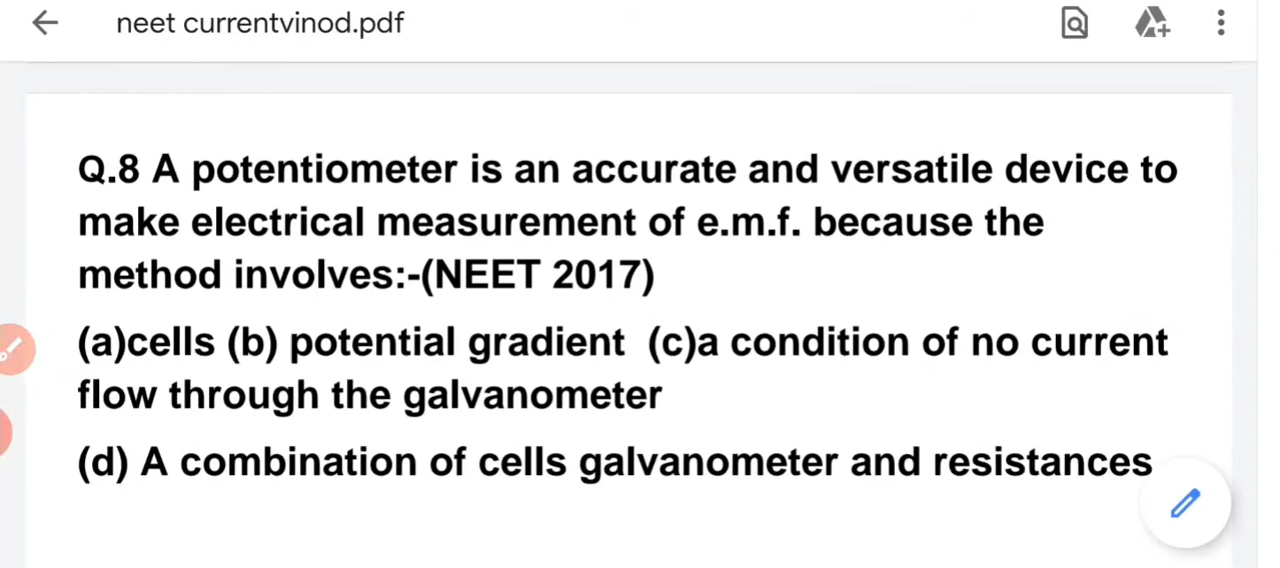 neet currentvinod.pdf
Q.8 A potentiometer is an accurate and versatile device to
make electrical measurement of e.m.f. because the
method involves:-(NEET 2017)
(a)cells (b) potential gradient (c)a condition of no current
flow through the galvanometer
(d) A combination of cells galvanometer and resistances